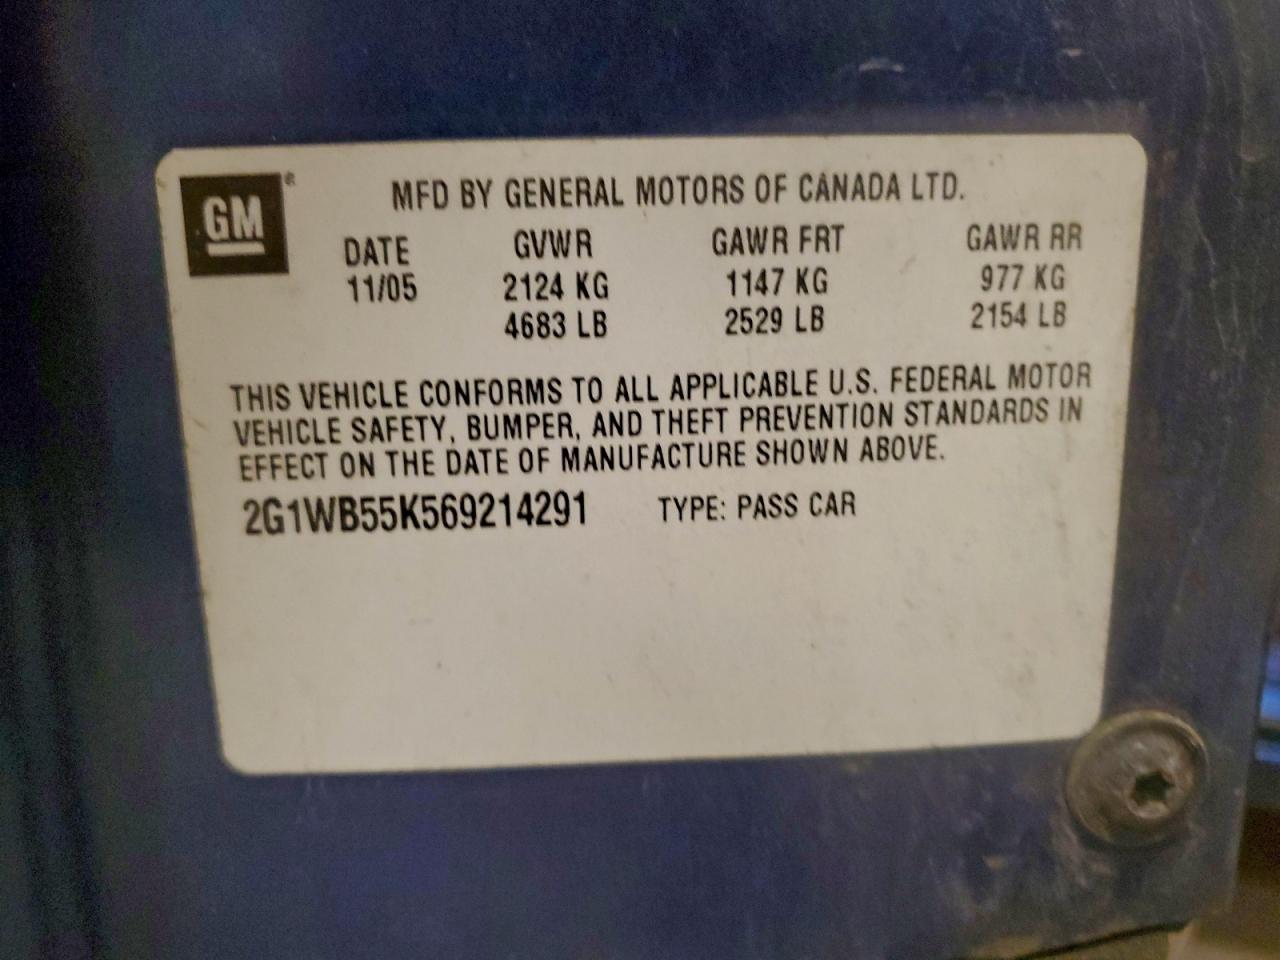 GM®
MFD BY GENERAL MOTORS OF CANADA LTD.
DATE GVWR GAWR FRT GAWR RR
11/05 2124 KG 1147 KG 977 KG
4683 LB 2529 LB 2154 LB
THIS VEHICLE CONFORMS TO ALL APPLICABLE U.S. FEDERAL MOTOR
VEHICLE SAFETY, BUMPER, AND THEFT PREVENTION STANDARDS IN
EFFECT ON THE DATE OF MANUFACTURE SHOWN ABOVE.
2G1WB55K569214291 TYPE: PASS CAR